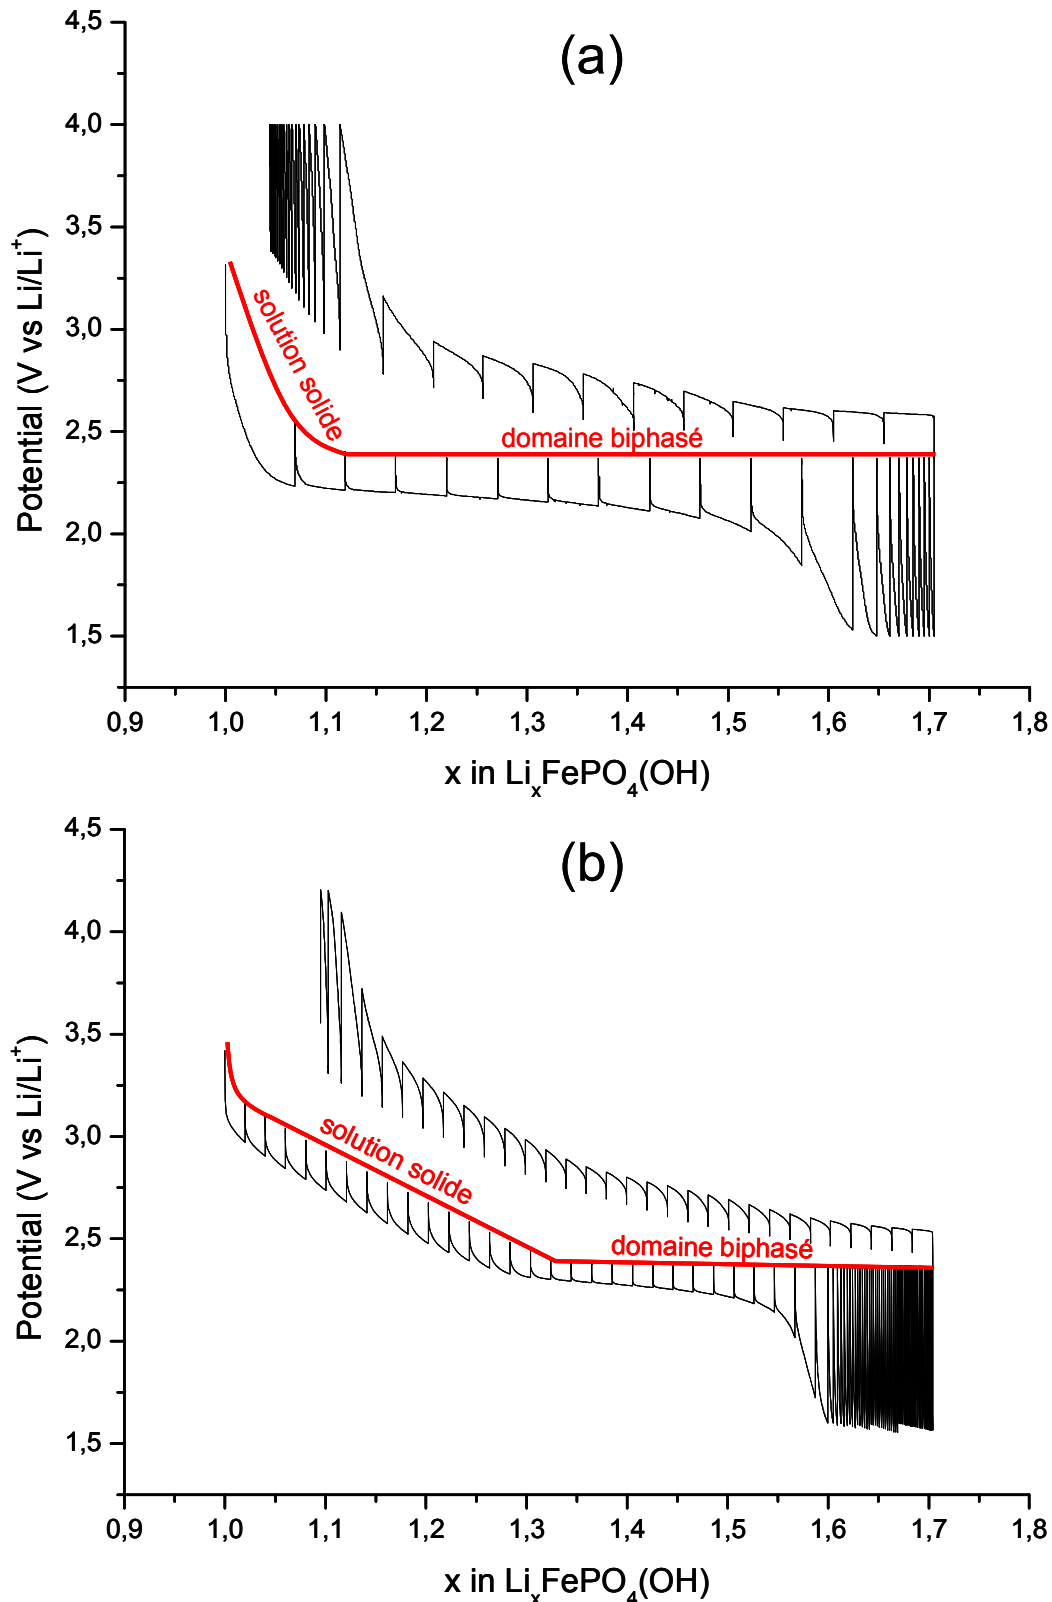 (a)
4,5
4,0
3,5
3,0
2,5
2,0
1,5
Potential (V vs Li/Li⁺)
solution solide
domaine biphasé
0,9 1,0 1,1 1,2 1,3 1,4 1,5 1,6 1,7 1,8
x in LiₓFePO₄(OH)
(b)
4,5
4,0
3,5
3,0
2,5
2,0
1,5
Potential (V vs Li/Li⁺)
solution solide
domaine biphasé
0,9 1,0 1,1 1,2 1,3 1,4 1,5 1,6 1,7 1,8
x in LiₓFePO₄(OH)